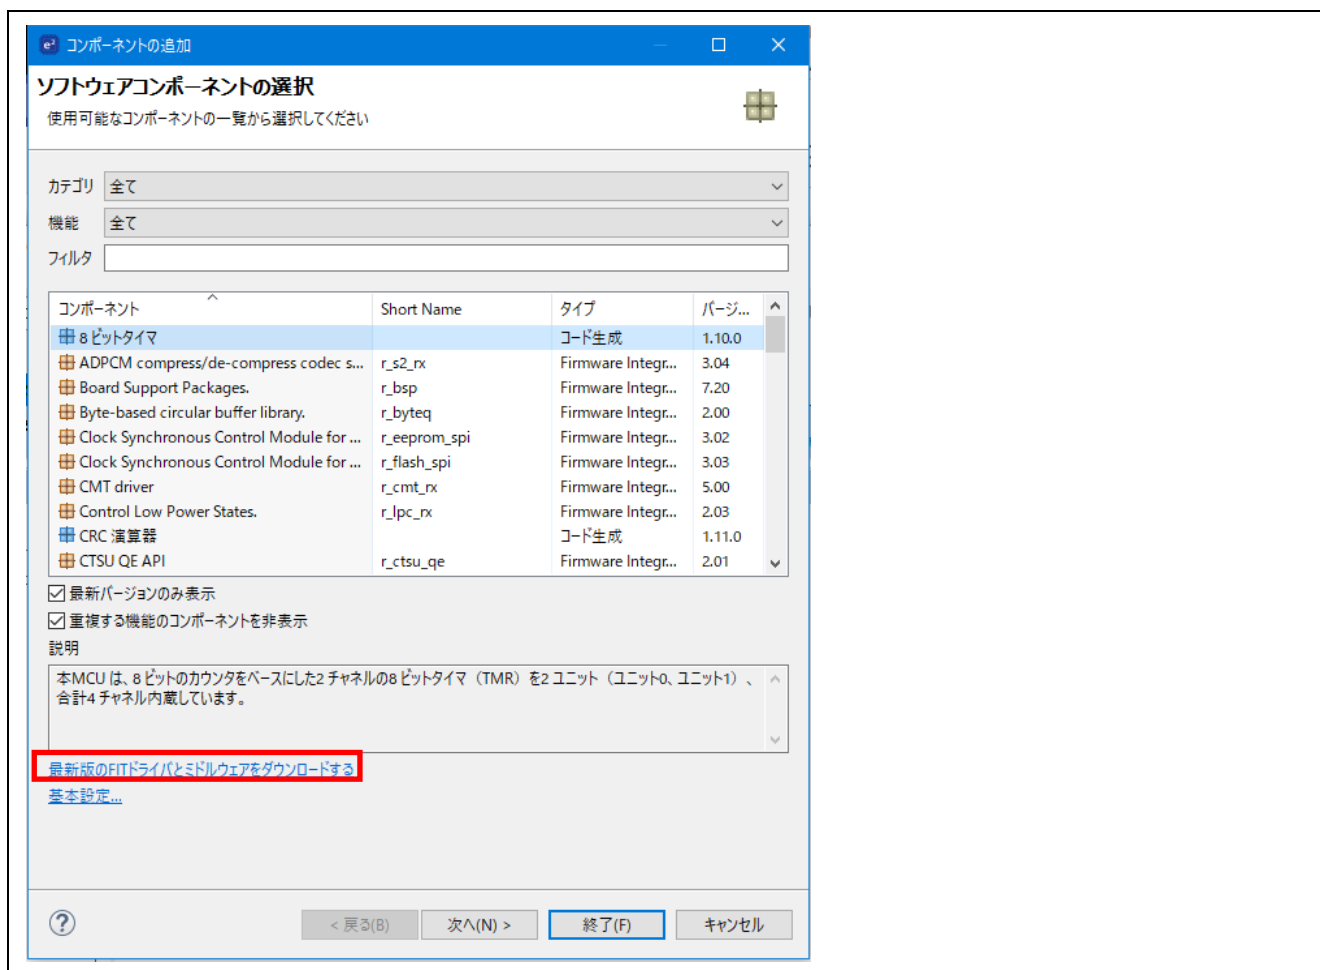 e² コンポーネントの追加
ソフトウェアコンポーネントの選択
使用可能なコンポーネントの一覧から選択してください
カテゴリ 全て
機能 全て
フィルタ
コンポーネント Short Name タイプ バージ...
8 ビットタイマ コード生成 1.10.0
ADPCM compress/de-compress codec s... r_s2_rx Firmware Integr... 3.04
Board Support Packages. r_bsp Firmware Integr... 7.20
Byte-based circular buffer library. r_byteq Firmware Integr... 2.00
Clock Synchronous Control Module for ... r_eeprom_spi Firmware Integr... 3.02
Clock Synchronous Control Module for ... r_flash_spi Firmware Integr... 3.03
CMT driver r_cmt_rx Firmware Integr... 5.00
Control Low Power States. r_lpc_rx Firmware Integr... 2.03
CRC 演算器 コード生成 1.11.0
CTSU QE API r_ctsu_qe Firmware Integr... 2.01
最新バージョンのみ表示
重複する機能のコンポーネントを非表示
説明
本MCU は、8 ビットのカウンタをベースにした2 チャネルの8 ビットタイマ（TMR）を2 ユニット（ユニット0、ユニット1）、
合計4 チャネル内蔵しています。
最新版のFITドライバとミドルウェアをダウンロードする
基本設定...
? < 戻る(B) 次へ(N) > 終了(F) キャンセル